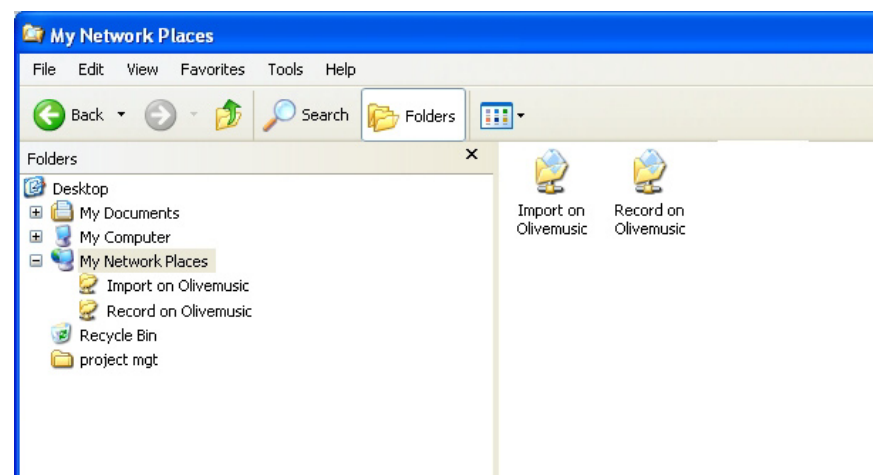 My Network Places
File Edit View Favorites Tools Help
Back Search Folders
Folders
Desktop
My Documents
My Computer
My Network Places
Import on Olivemusic
Record on Olivemusic
Recycle Bin
project mgt
Import on
Olivemusic
Record on
Olivemusic